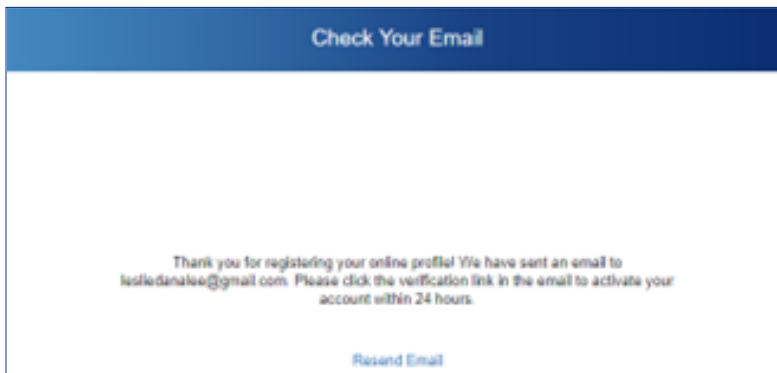 Check Your Email
Thank you for registering your online profile! We have sent an email to
lesliedanalee@gmail.com. Please click the verification link in the email to activate your
account within 24 hours.
Resend Email